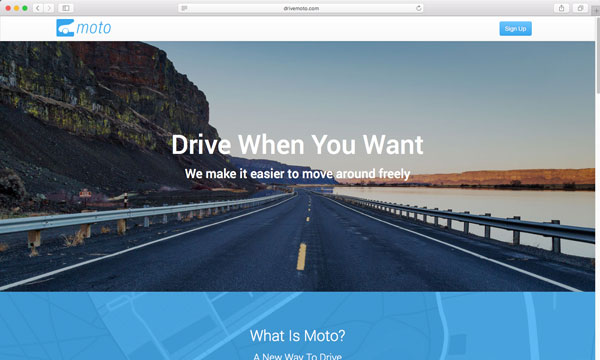 drivemoto.com
moto
Sign Up
Drive When You Want
We make it easier to move around freely
What Is Moto?
A New Way To Drive